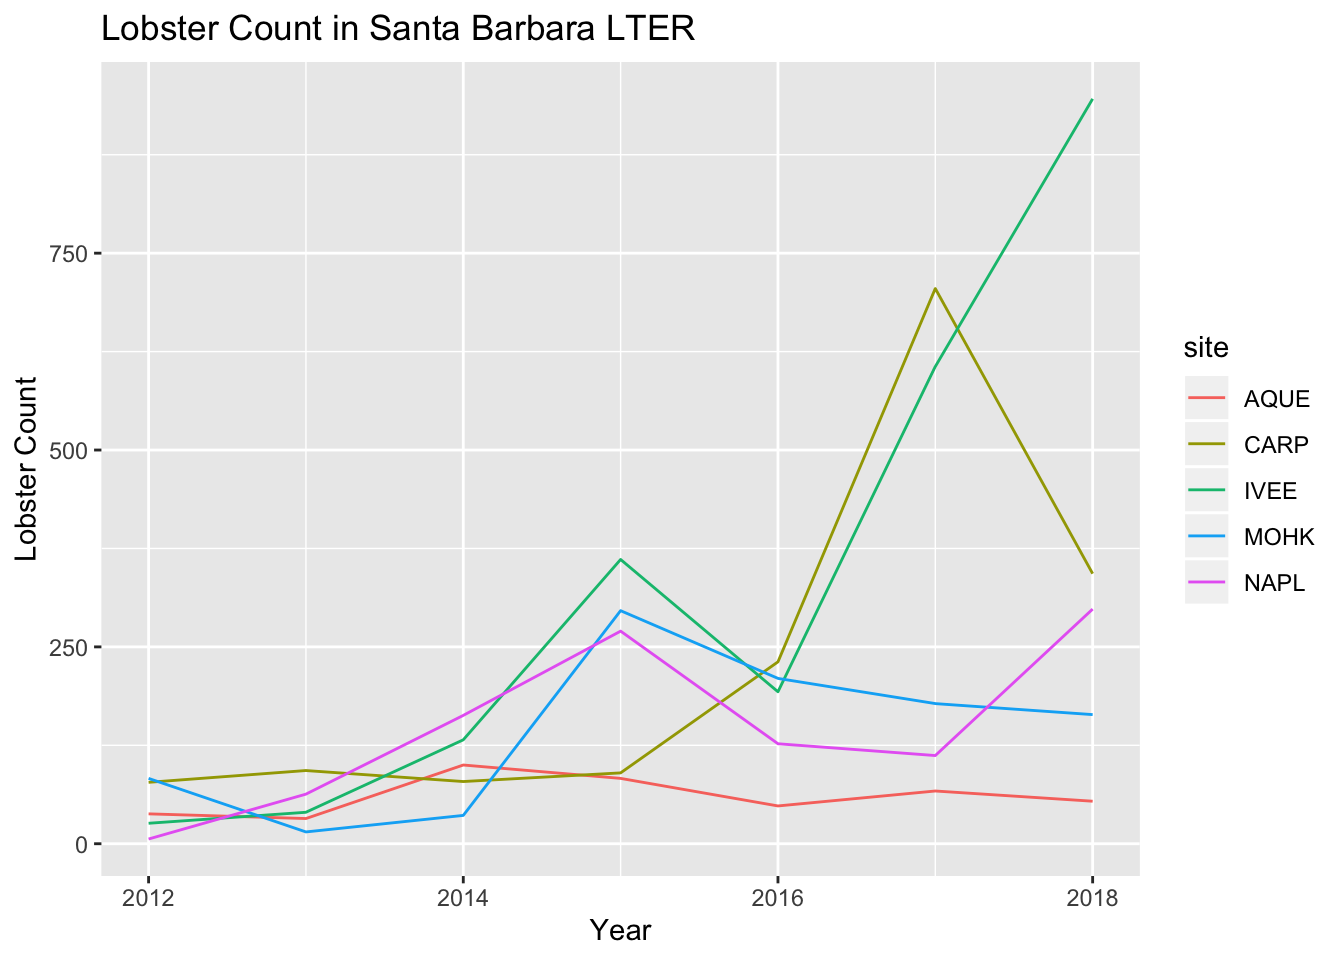 Lobster Count in Santa Barbara LTER
Lobster Count
750
500
250
0
2012
2014
2016
2018
Year
site
AQUE
CARP
IVEE
MOHK
NAPL